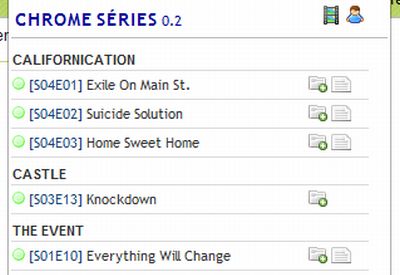 CHROME SÉRIES 0.2
CALIFORNICATION
[S04E01] Exile On Main St.
[S04E02] Suicide Solution
[S04E03] Home Sweet Home
CASTLE
[S03E13] Knockdown
THE EVENT
[S01E10] Everything Will Change